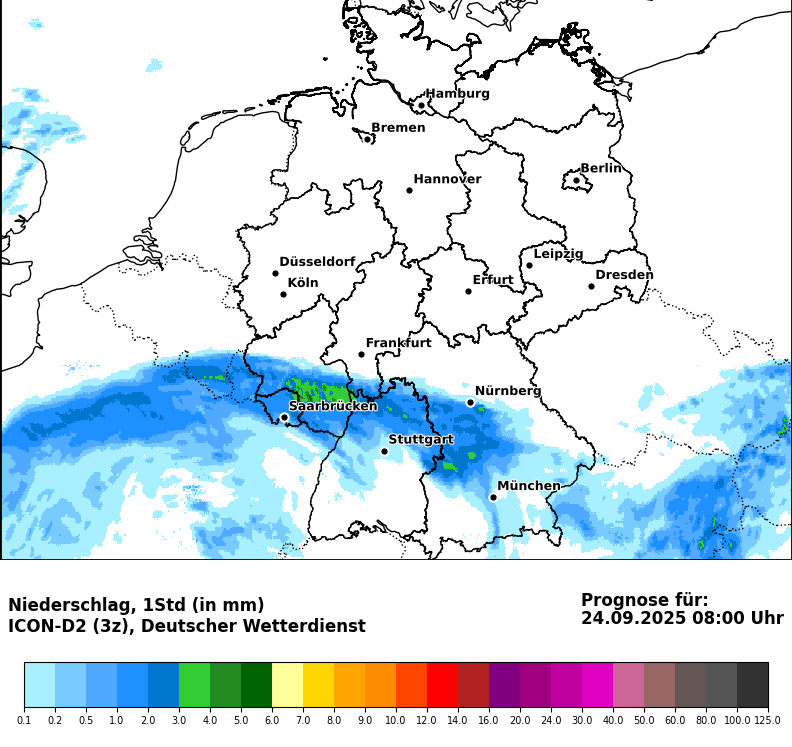 Hamburg
Bremen
Berlin
Hannover
Leipzig
Düsseldorf
Dresden
Köln
Erfurt
Frankfurt
Nürnberg
Saarbrücken
Stuttgart
München
Niederschlag, 1Std (in mm)
ICON-D2 (3z), Deutscher Wetterdienst
Prognose für:
24.09.2025 08:00 Uhr
0.1 0.2 0.5 1.0 2.0 3.0 4.0 5.0 6.0 7.0 8.0 9.0 10.0 12.0 14.0 16.0 20.0 24.0 30.0 40.0 50.0 60.0 80.0 100.0 125.0